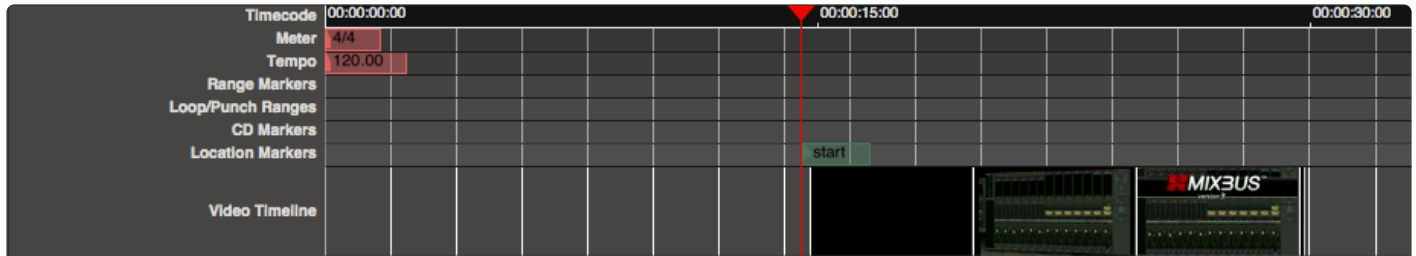 Timecode 00:00:00:00 00:00:15:00 00:00:30:00
Meter 4/4
Tempo 120.00
Range Markers
Loop/Punch Ranges
CD Markers
Location Markers start
Video Timeline MIXBUS